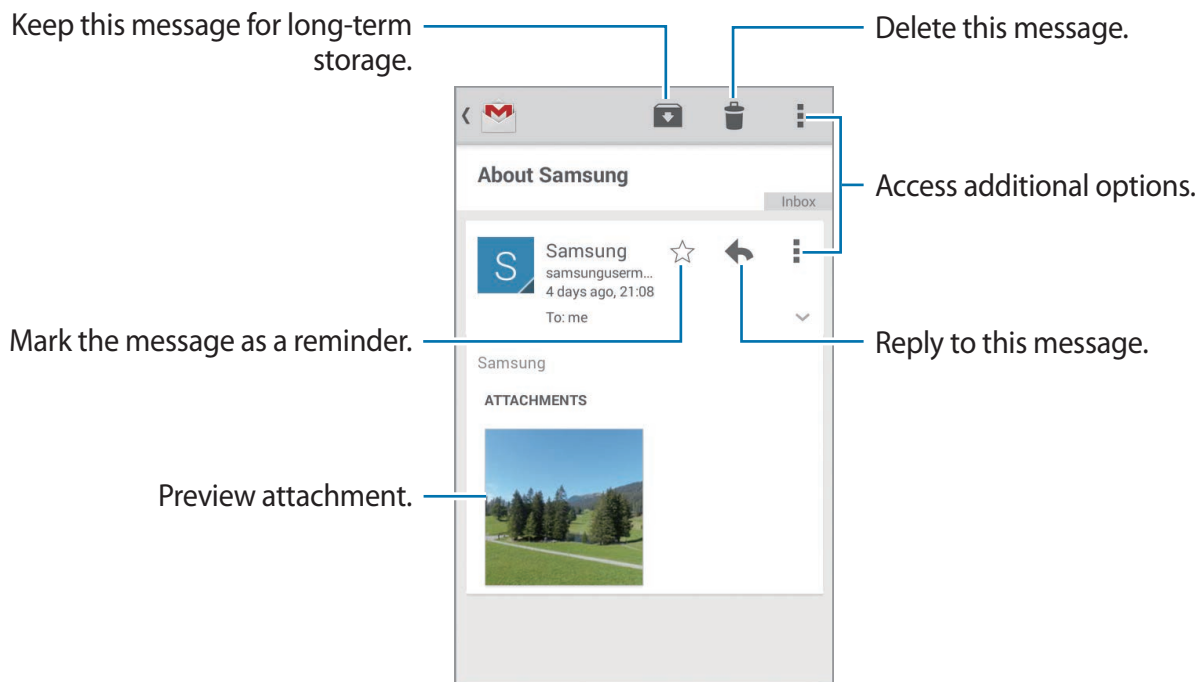 Keep this message for long-term
storage.
Delete this message.
About Samsung
Inbox
Access additional options.
S
Samsung
samsunguserm...
4 days ago, 21:08
To: me
Mark the message as a reminder.
Reply to this message.
Samsung
ATTACHMENTS
Preview attachment.